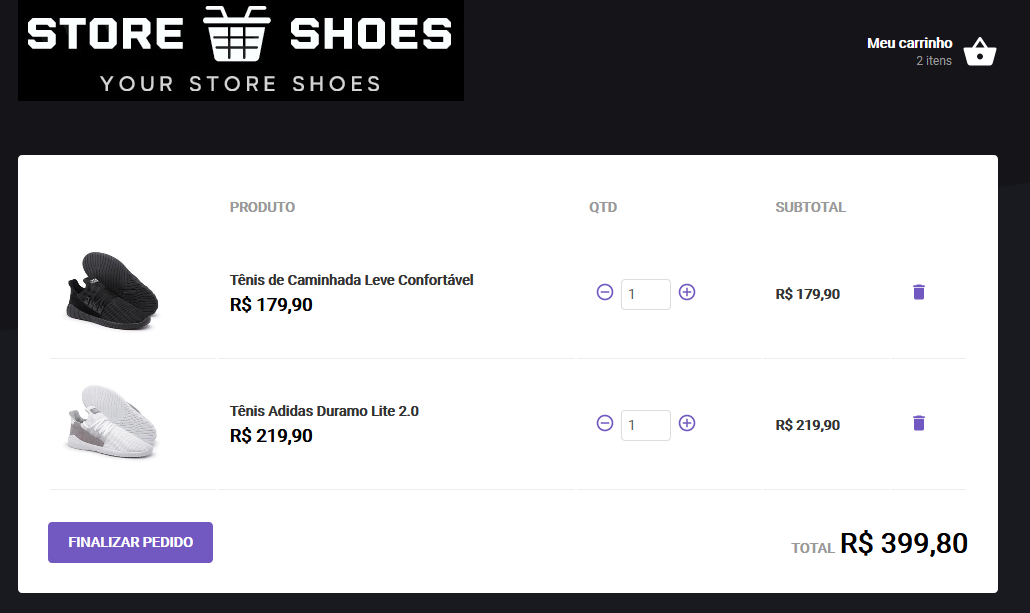 STORE SHOES
YOUR STORE SHOES
Meu carrinho
2 itens
PRODUTO QTD SUBTOTAL
Tênis de Caminhada Leve Confortável
R$ 179,90
1
R$ 179,90
Tênis Adidas Duramo Lite 2.0
R$ 219,90
1
R$ 219,90
FINALIZAR PEDIDO
TOTAL R$ 399,80